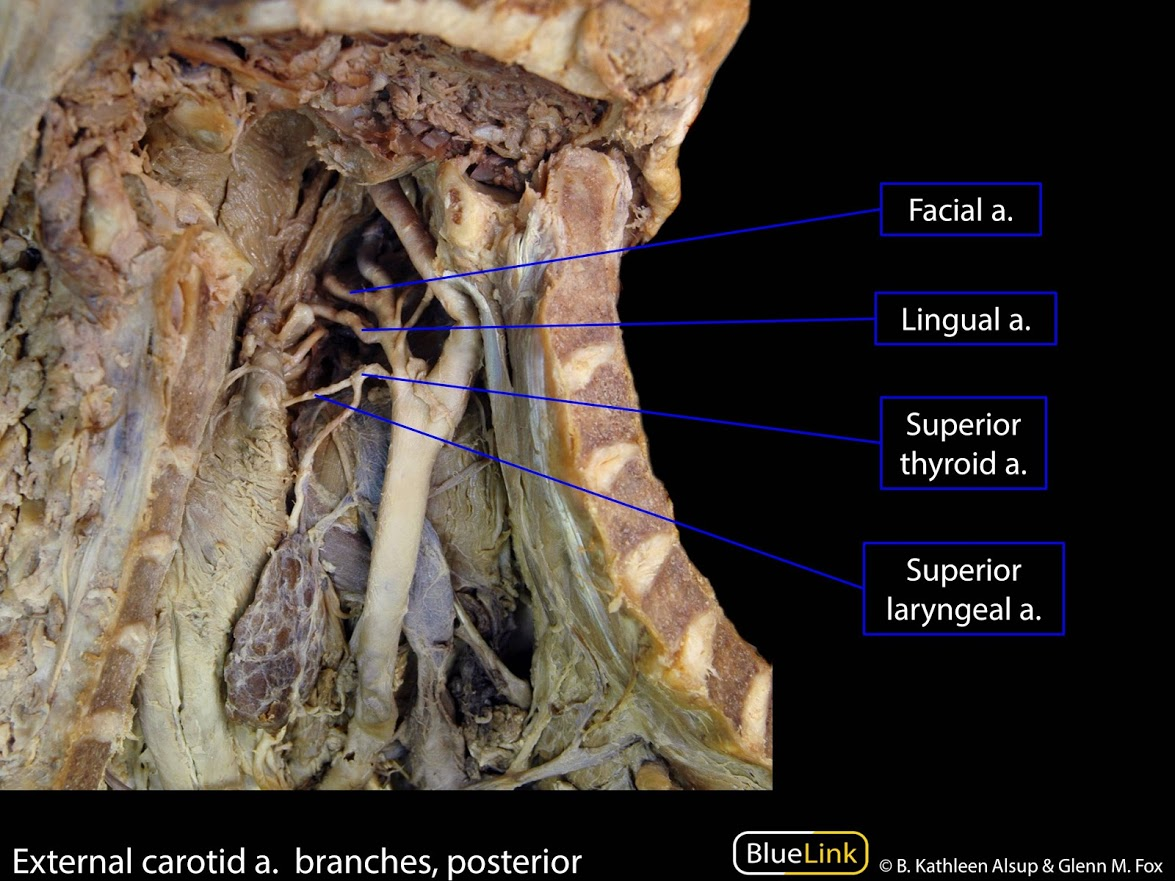 Facial a.
Lingual a.
Superior
thyroid a.
Superior
laryngeal a.
External carotid a. branches, posterior
BlueLink
© B. Kathleen Alsup & Glenn M. Fox